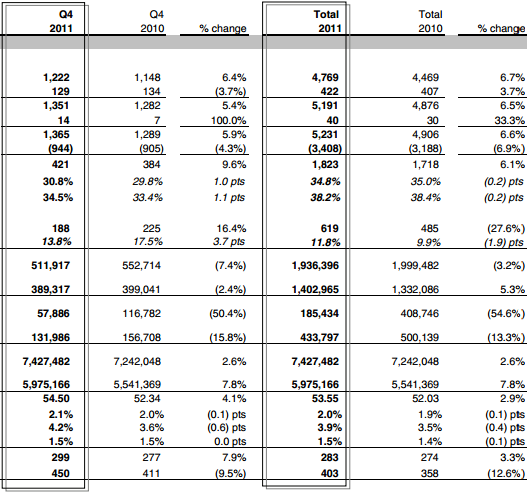 Q4 Q4 Total Total
2011 2010 % change 2011 2010 % change
1,222 1,148 6.4% 4,769 4,469 6.7%
129 134 (3.7%) 422 407 3.7%
1,351 1,282 5.4% 5,191 4,876 6.5%
14 7 100.0% 40 30 33.3%
1,365 1,289 5.9% 5,231 4,906 6.6%
(944) (905) (4.3%) (3,408) (3,188) (6.9%)
421 384 9.6% 1,823 1,718 6.1%
30.8% 29.8% 1.0 pts 34.8% 35.0% (0.2) pts
34.5% 33.4% 1.1 pts 38.2% 38.4% (0.2) pts
188 225 16.4% 619 485 (27.6%)
13.8% 17.5% 3.7 pts 11.8% 9.9% (1.9) pts
511,917 552,714 (7.4%) 1,936,396 1,999,482 (3.2%)
389,317 399,041 (2.4%) 1,402,965 1,332,086 5.3%
57,886 116,782 (50.4%) 185,434 408,746 (54.6%)
131,986 156,708 (15.8%) 433,797 500,139 (13.3%)
7,427,482 7,242,048 2.6% 7,427,482 7,242,048 2.6%
5,975,166 5,541,369 7.8% 5,975,166 5,541,369 7.8%
54.50 52.34 4.1% 53.55 52.03 2.9%
2.1% 2.0% (0.1) pts 2.0% 1.9% (0.1) pts
4.2% 3.6% (0.6) pts 3.9% 3.5% (0.4) pts
1.5% 1.5% 0.0 pts 1.5% 1.4% (0.1) pts
299 277 7.9% 283 274 3.3%
450 411 (9.5%) 403 358 (12.6%)